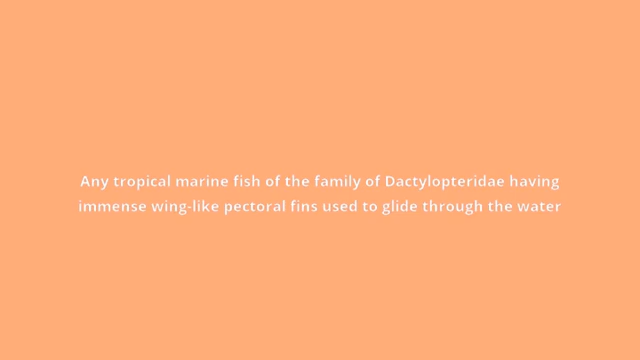 Any tropical marine fish of the family of Dactylopteridae having
immense wing-like pectoral fins used to glide through the water